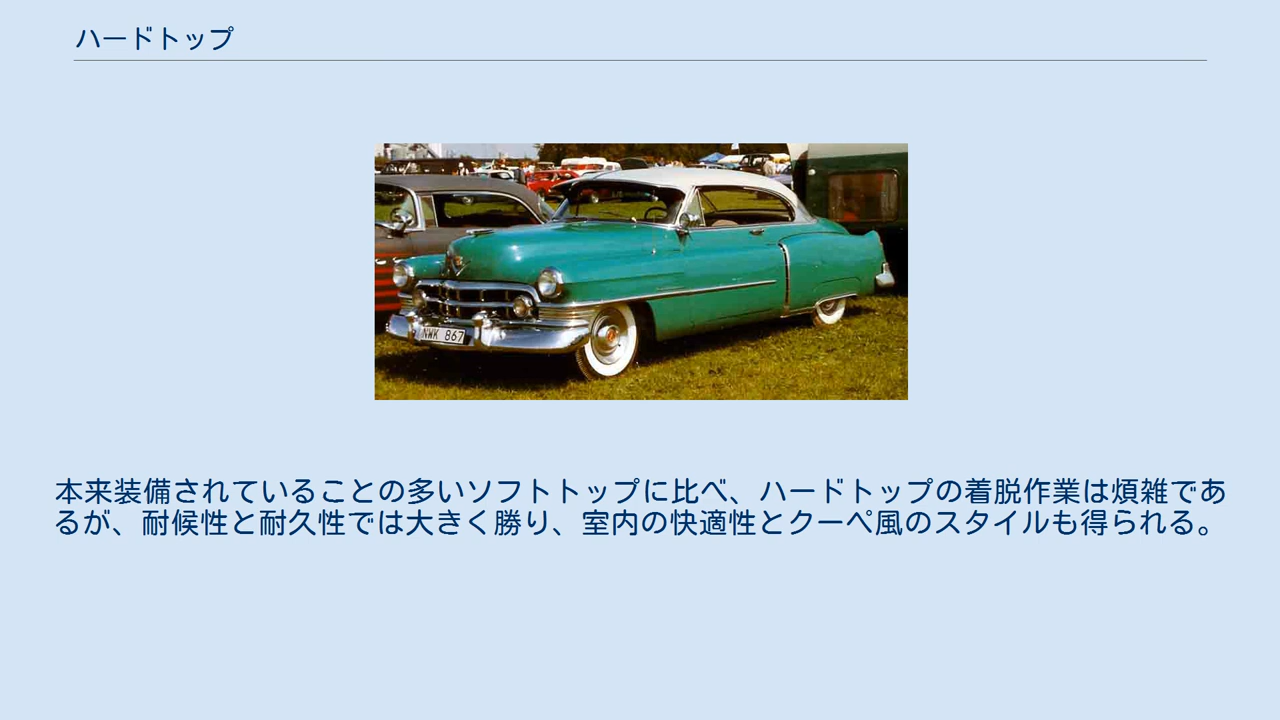 ハードトップ
NWK 867
本来装備されていることの多いソフトトップに比べ、ハードトップの着脱作業は煩雑であ
るが、耐候性と耐久性では大きく勝り、室内の快適性とクーペ風のスタイルも得られる。